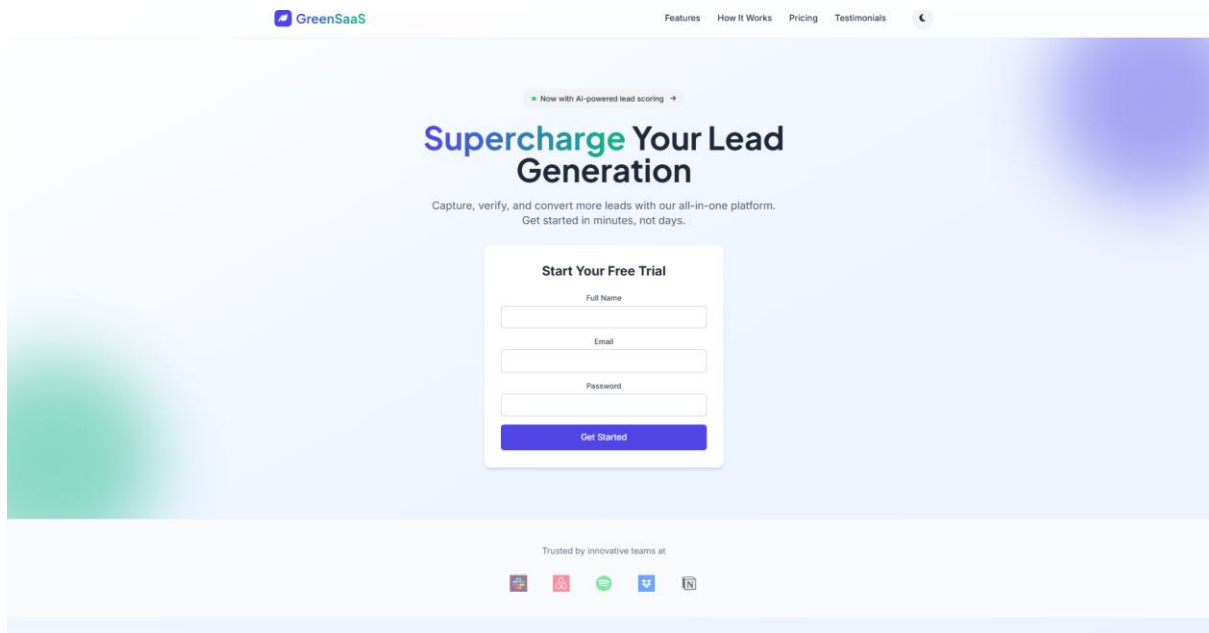 GreenSaaS
Features
How It Works
Pricing
Testimonials
Now with AI-powered lead scoring →
Supercharge Your Lead
Generation
Capture, verify, and convert more leads with our all-in-one platform.
Get started in minutes, not days.
Start Your Free Trial
Full Name
Email
Password
Get Started
Trusted by innovative teams at
N